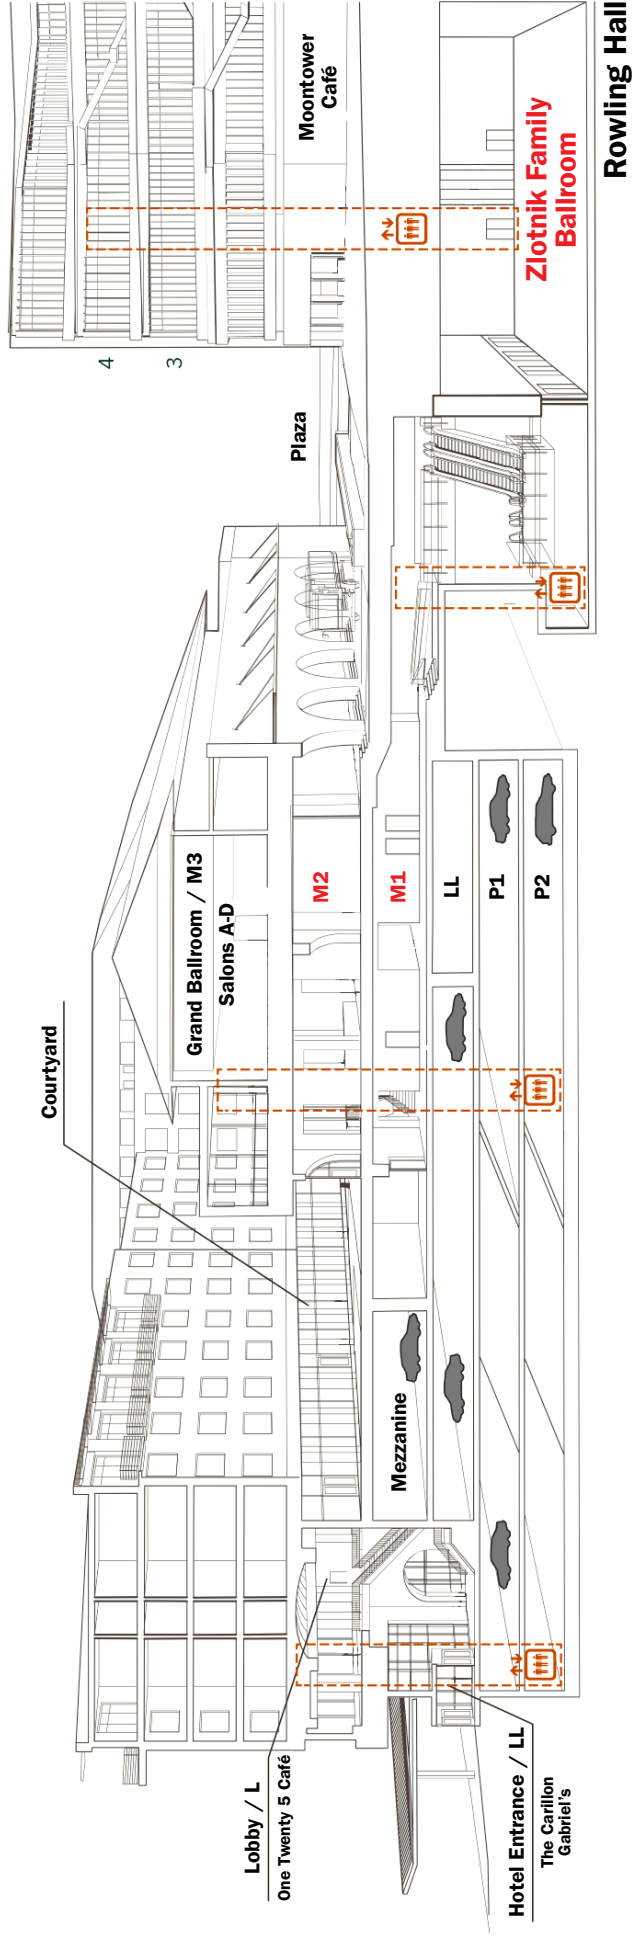 Rowling Hall
Moontower
Café
Zlotnik Family
Ballroom
4
3
Plaza
Grand Ballroom / M3
Salons A-D
M2
M1
LL
P1
P2
Courtyard
Mezzanine
Lobby / L
One Twenty 5 Café
Hotel Entrance / LL
The Carillon
Gabriel's